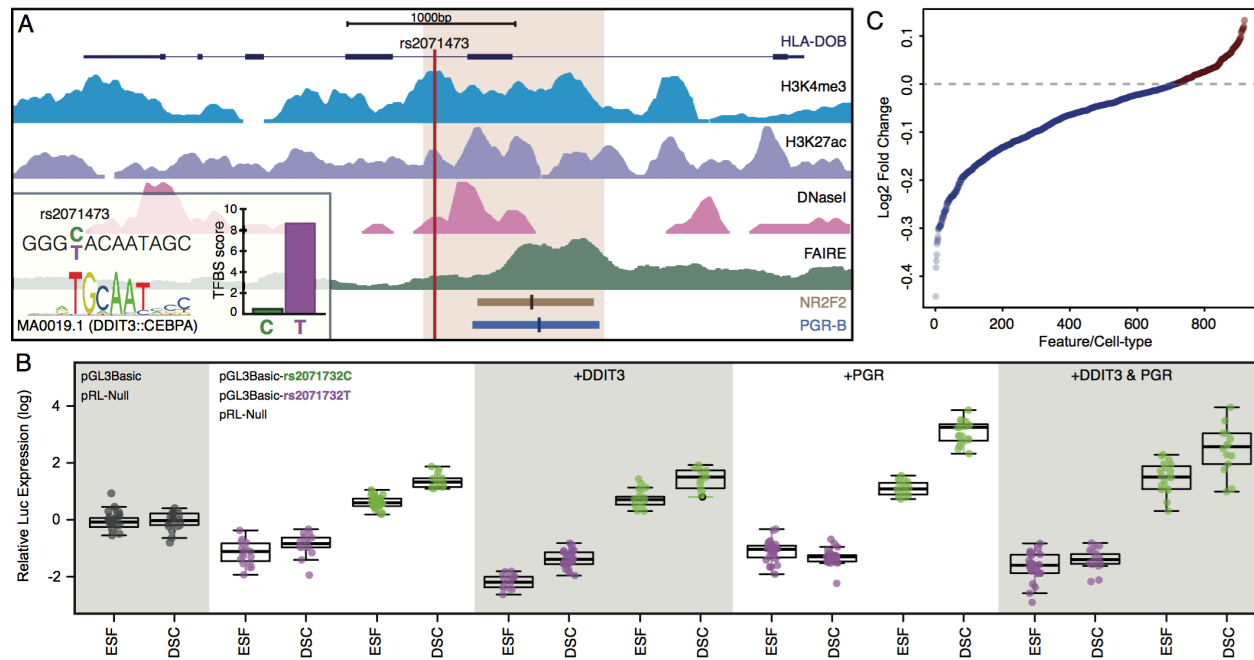 A
1000bp
rs2071473
HLA-DOB
H3K4me3
H3K27ac
DNaseI
FAIRE
NR2F2
PGR-B
rs2071473
C
GGG ACAATAGC
T
TGCAAT
MA0019.1 (DDIT3::CEBPA)
TFBS score
10
8
6
4
2
0
C T
C
Log2 Fold Change
0.1
0.0
-0.1
-0.2
-0.3
-0.4
0 200 400 600 800
Feature/Cell-type
B
Relative Luc Expression (log)
4
2
0
-2
pGL3Basic
pRL-Null
pGL3Basic-rs2071732C
pGL3Basic-rs2071732T
pRL-Null
+DDIT3
+PGR
+DDIT3 & PGR
ESF DSC ESF DSC ESF DSC ESF DSC ESF DSC ESF DSC ESF DSC ESF DSC ESF DSC